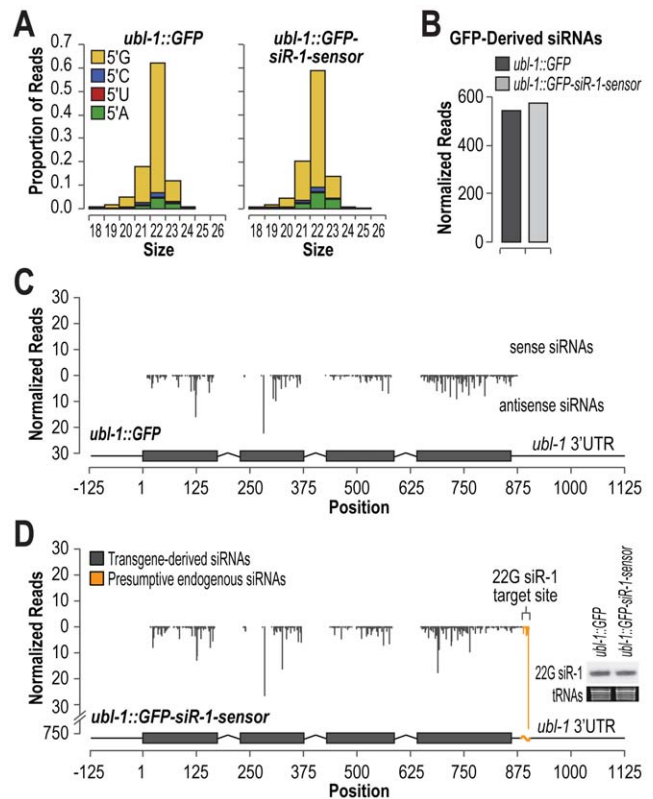 A
ubl-1::GFP
ubl-1::GFP-
siR-1-sensor
Proportion of Reads
0.7
0.6
0.5
0.4
0.3
0.2
0.1
0.0
5'G
5'C
5'U
5'A
18 19 20 21 22 23 24 25 26
18 19 20 21 22 23 24 25 26
Size
Size
B
GFP-Derived siRNAs
ubl-1::GFP
ubl-1::GFP-siR-1-sensor
Normalized Reads
600
400
200
0
C
Normalized Reads
30
20
10
0
10
20
30
sense siRNAs
antisense siRNAs
ubl-1::GFP
ubl-1 3'UTR
-125 1 125 250 375 500 625 750 875 1000 1125
Position
D
Normalized Reads
30
20
10
0
10
20
30
750
Transgene-derived siRNAs
Presumptive endogenous siRNAs
22G siR-1
target site
ubl-1::GFP
ubl-1::GFP-siR-1-sensor
22G siR-1
tRNAs
ubl-1::GFP-siR-1-sensor
ubl-1 3'UTR
-125 1 125 250 375 500 625 750 875 1000 1125
Position